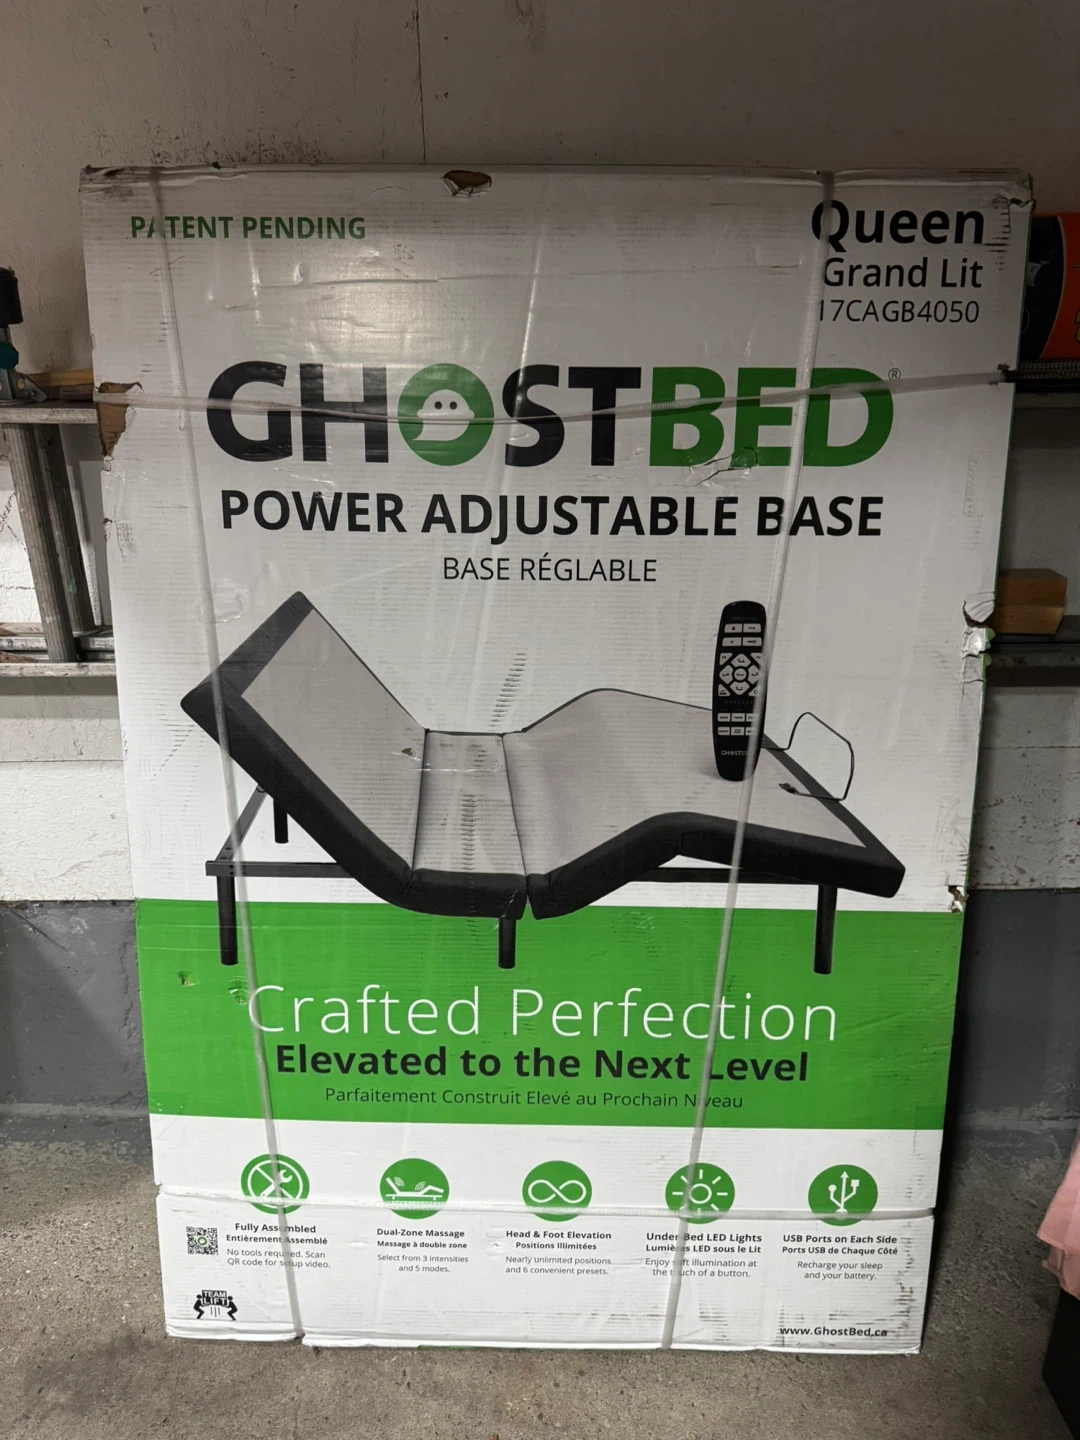 PATENT PENDING
Queen
Grand Lit
17CAGB4050
GHOSTBED®
POWER ADJUSTABLE BASE
BASE RÉGLABLE
Crafted Perfection
Elevated to the Next Level
Parfaitement Construit Elevé au Prochain Niveau
Fully Assembled
Entièrement Assemblé
No tools required. Scan
QR code for setup video.
Dual-Zone Massage
Massage à double zone
Select from 3 intensities
and 5 modes.
Head & Foot Elevation
Positions Illimitées
Nearly unlimited positions
and 6 convenient presets.
Under Bed LED Lights
Lumières LED sous le Lit
Enjoy soft illumination at
the touch of a button.
USB Ports on Each Side
Ports USB de Chaque Côté
Recharge your sleep
and your battery.
TEAM
LIFT
www.GhostBed.ca